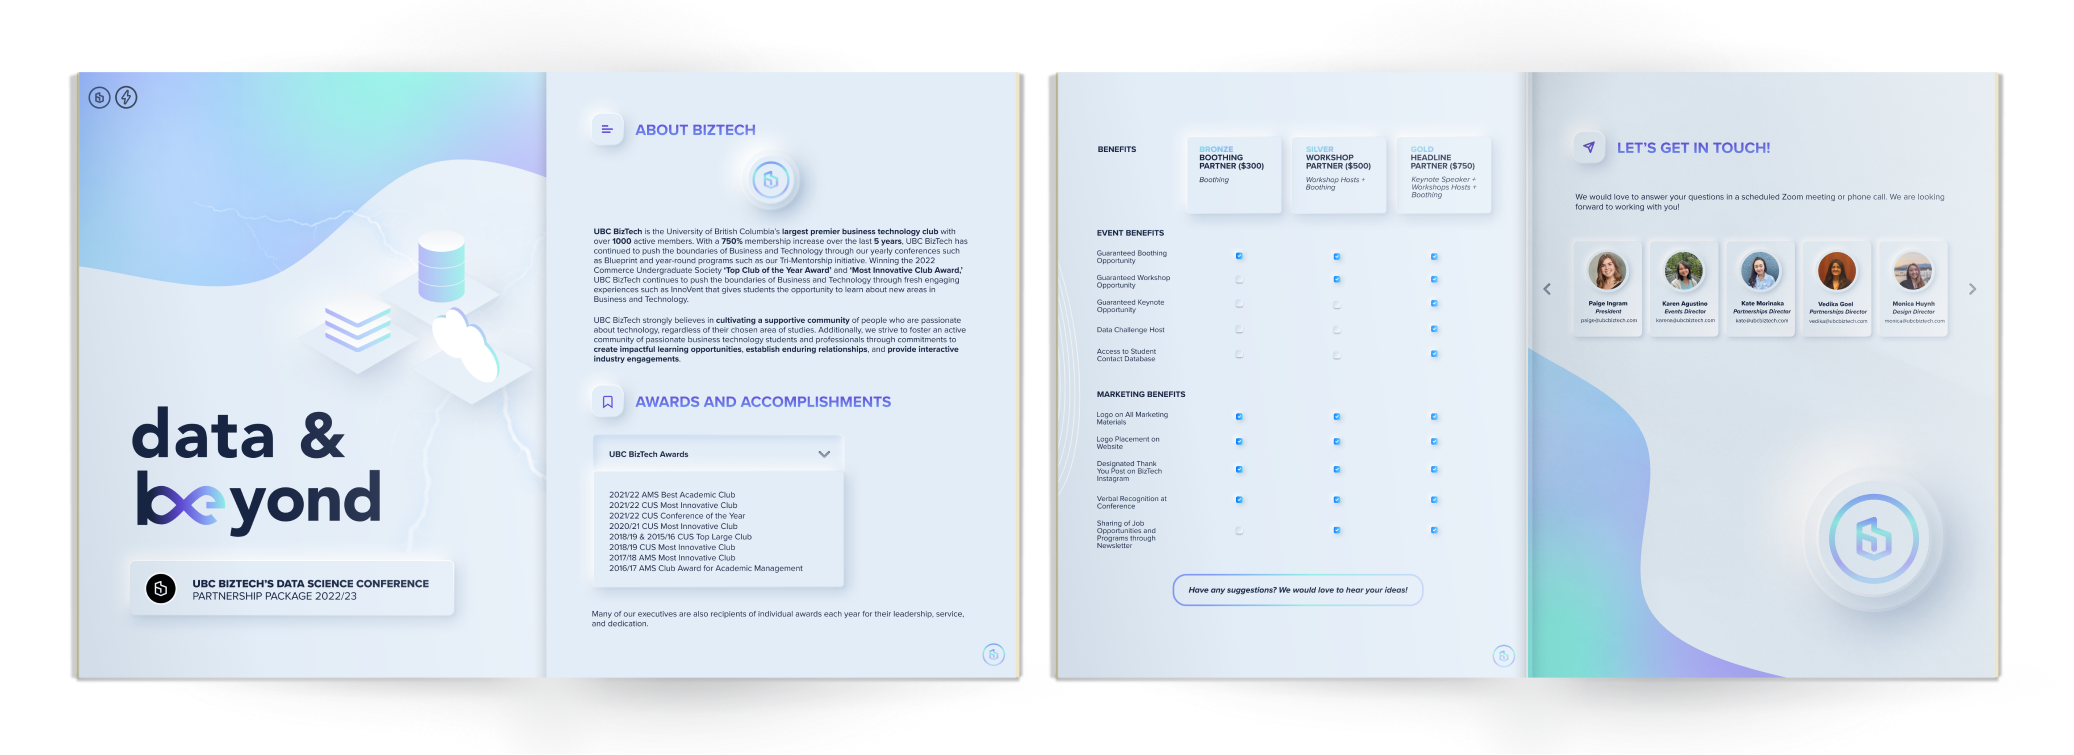 data &
beyond
UBC BIZTECH'S DATA SCIENCE CONFERENCE
PARTNERSHIP PACKAGE 2022/23
ABOUT BIZTECH
UBC BizTech is the University of British Columbia's largest premier business technology club with
over 1000 active members. With a 750% membership increase over the last 5 years, UBC BizTech has
continued to push the boundaries of Business and Technology through our yearly conferences such
as Blueprint and year-round programs such as our Tri-Mentorship initiative. Winning the 2022
Commerce Undergraduate Society 'Top Club of the Year Award' and 'Most Innovative Club Award,'
UBC BizTech continues to push the boundaries of Business and Technology through fresh engaging
experiences such as InnoVent that gives students the opportunity to learn about new areas in
Business and Technology.
UBC BizTech strongly believes in cultivating a supportive community of people who are passionate
about technology, regardless of their chosen area of studies. Additionally, we strive to foster an active
community of passionate business technology students and professionals through commitments to
create impactful learning opportunities, establish enduring relationships, and provide interactive
industry engagements.
AWARDS AND ACCOMPLISHMENTS
UBC BizTech Awards
2021/22 AMS Best Academic Club
2021/22 CUS Most Innovative Club
2021/22 CUS Conference of the Year
2020/21 CUS Most Innovative Club
2018/19 & 2015/16 CUS Top Large Club
2018/19 CUS Most Innovative Club
2017/18 AMS Most Innovative Club
2016/17 AMS Club Award for Academic Management
Many of our executives are also recipients of individual awards each year for their leadership, service,
and dedication.
BENEFITS
BRONZE
BOOTHING
PARTNER ($300)
Boothing
SILVER
WORKSHOP
PARTNER ($500)
Workshop Hosts +
Boothing
GOLD
HEADLINE
PARTNER ($750)
Keynote Speaker +
Workshops Hosts +
Boothing
EVENT BENEFITS
Guaranteed Boothing
Opportunity
Guaranteed Workshop
Opportunity
Guaranteed Keynote
Opportunity
Data Challenge Host
Access to Student
Contact Database
MARKETING BENEFITS
Logo on All Marketing
Materials
Logo Placement on
Website
Designated Thank
You Post on BizTech
Instagram
Verbal Recognition at
Conference
Sharing of Job
Opportunities and
Programs through
Newsletter
Have any suggestions? We would love to hear your ideas!
LET'S GET IN TOUCH!
We would love to answer your questions in a scheduled Zoom meeting or phone call. We are looking
forward to working with you!
Paige Ingram
President
paige@ubcbiztech.com
Karen Agustino
Events Director
karena@ubcbiztech.com
Kate Morinaka
Partnerships Director
kate@ubcbiztech.com
Vedika Goel
Partnerships Director
vedika@ubcbiztech.com
Monica Huynh
Design Director
monica@ubcbiztech.com